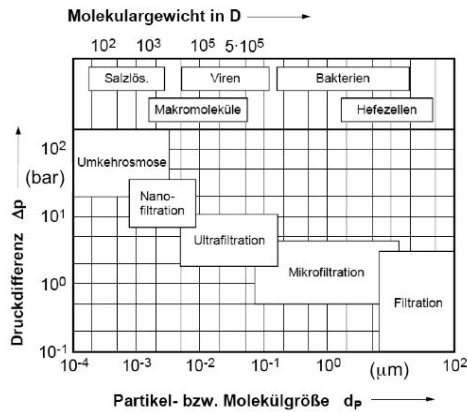 Molekulargewicht in D
10² 10³ 10⁵ 5·10⁵
Salzlös. Viren Bakterien
Makromoleküle Hefezellen
Druckdifferenz Δp
10²
(bar)
10¹
10⁰
10⁻¹
Umkehrosmose
Nano-
filtration
Ultrafiltration
Mikrofiltration
Filtration
10⁻⁴ 10⁻³ 10⁻² 10⁻¹ 10⁰ (μm) 10²
Partikel- bzw. Molekülgröße dₚ